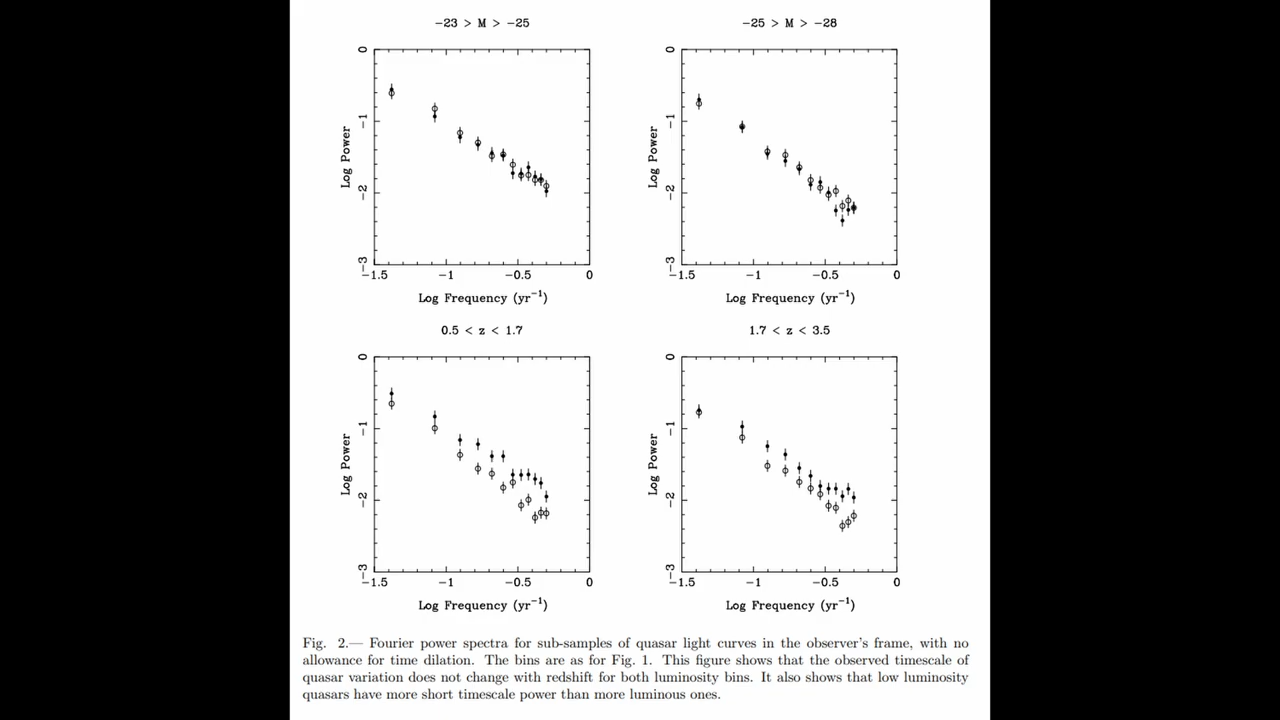 −23 > M > −25
−25 > M > −28
0
−1
−2
−3
Log Power
−1.5
−1
−0.5
0
Log Frequency (yr−1)
0
−1
−2
−3
Log Power
−1.5
−1
−0.5
0
Log Frequency (yr−1)
0.5 < z < 1.7
1.7 < z < 3.5
0
−1
−2
−3
Log Power
−1.5
−1
−0.5
0
Log Frequency (yr−1)
0
−1
−2
−3
Log Power
−1.5
−1
−0.5
0
Log Frequency (yr−1)
Fig. 2.— Fourier power spectra for sub-samples of quasar light curves in the observer's frame, with no
allowance for time dilation. The bins are as for Fig. 1. This figure shows that the observed timescale of
quasar variation does not change with redshift for both luminosity bins. It also shows that low luminosity
quasars have more short timescale power than more luminous ones.